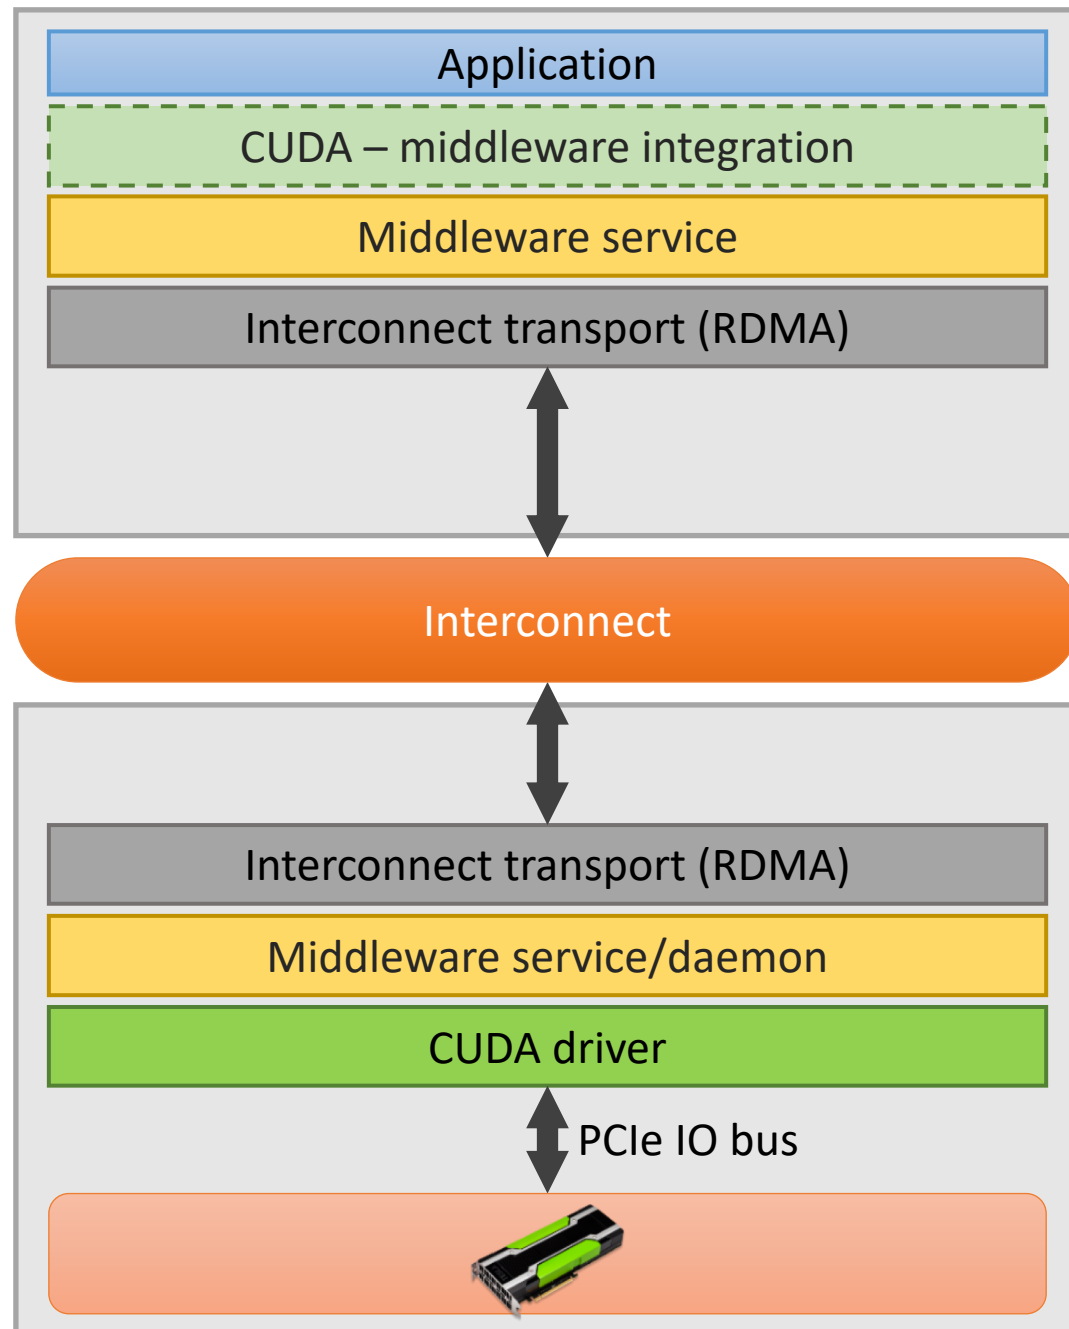 Application
CUDA – middleware integration
Middleware service
Interconnect transport (RDMA)
Interconnect
Interconnect transport (RDMA)
Middleware service/daemon
CUDA driver
PCIe IO bus